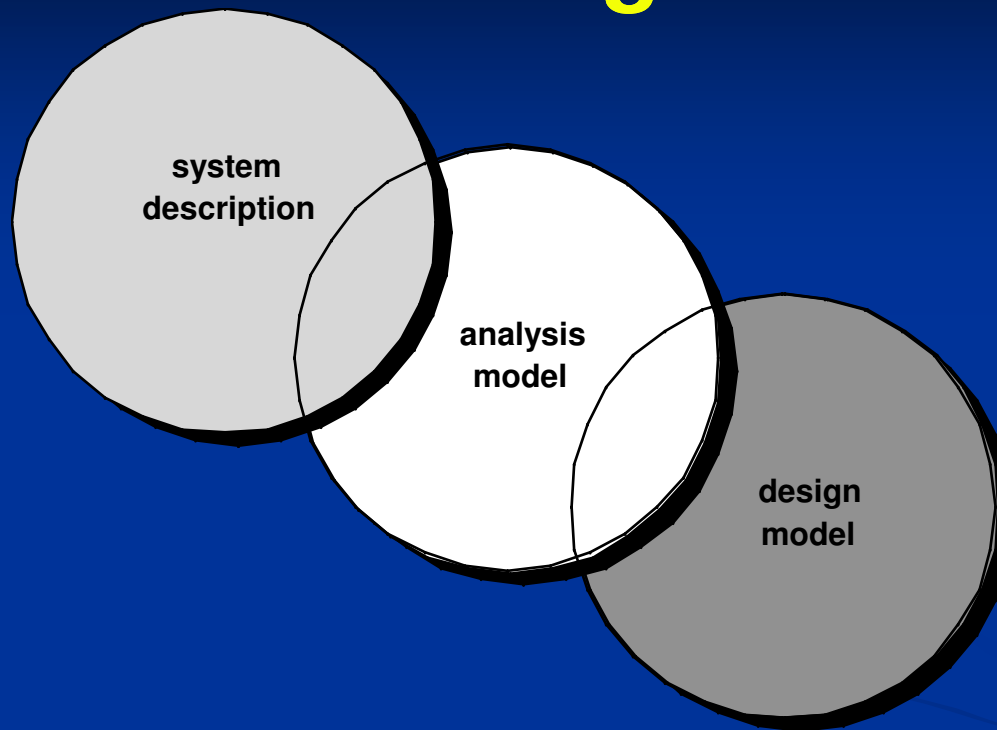 system
description
analysis
model
design
model